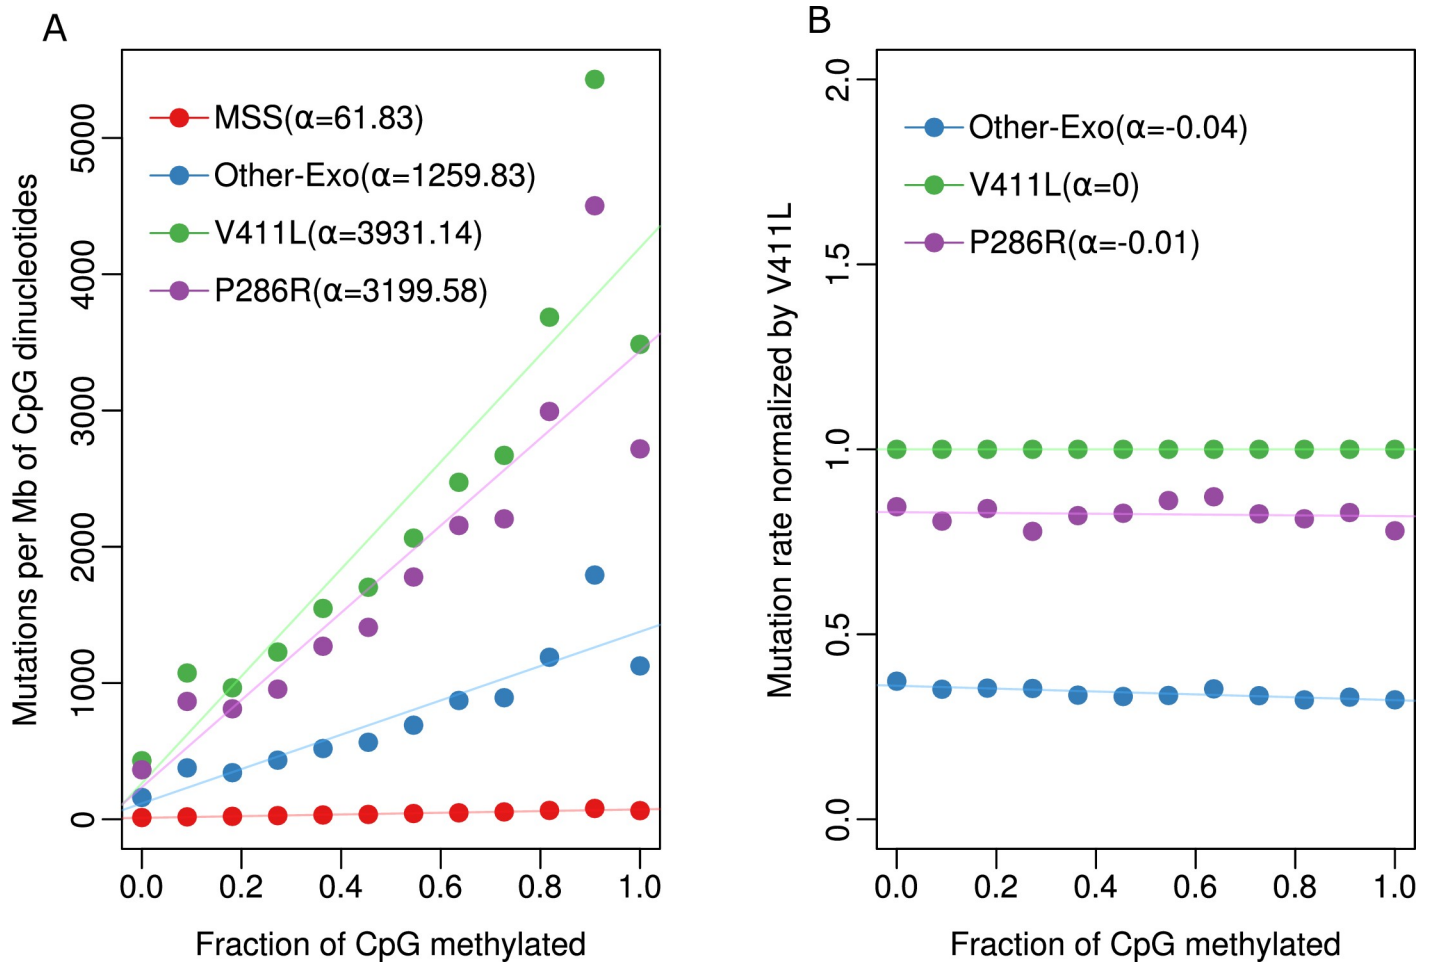 A
Mutations per Mb of CpG dinucleotides
5000
4000
3000
2000
1000
0
MSS(α=61.83)
Other-Exo(α=1259.83)
V411L(α=3931.14)
P286R(α=3199.58)
0.0 0.2 0.4 0.6 0.8 1.0
Fraction of CpG methylated
B
Mutation rate normalized by V411L
2.0
1.5
1.0
0.5
0.0
Other-Exo(α=-0.04)
V411L(α=0)
P286R(α=-0.01)
0.0 0.2 0.4 0.6 0.8 1.0
Fraction of CpG methylated